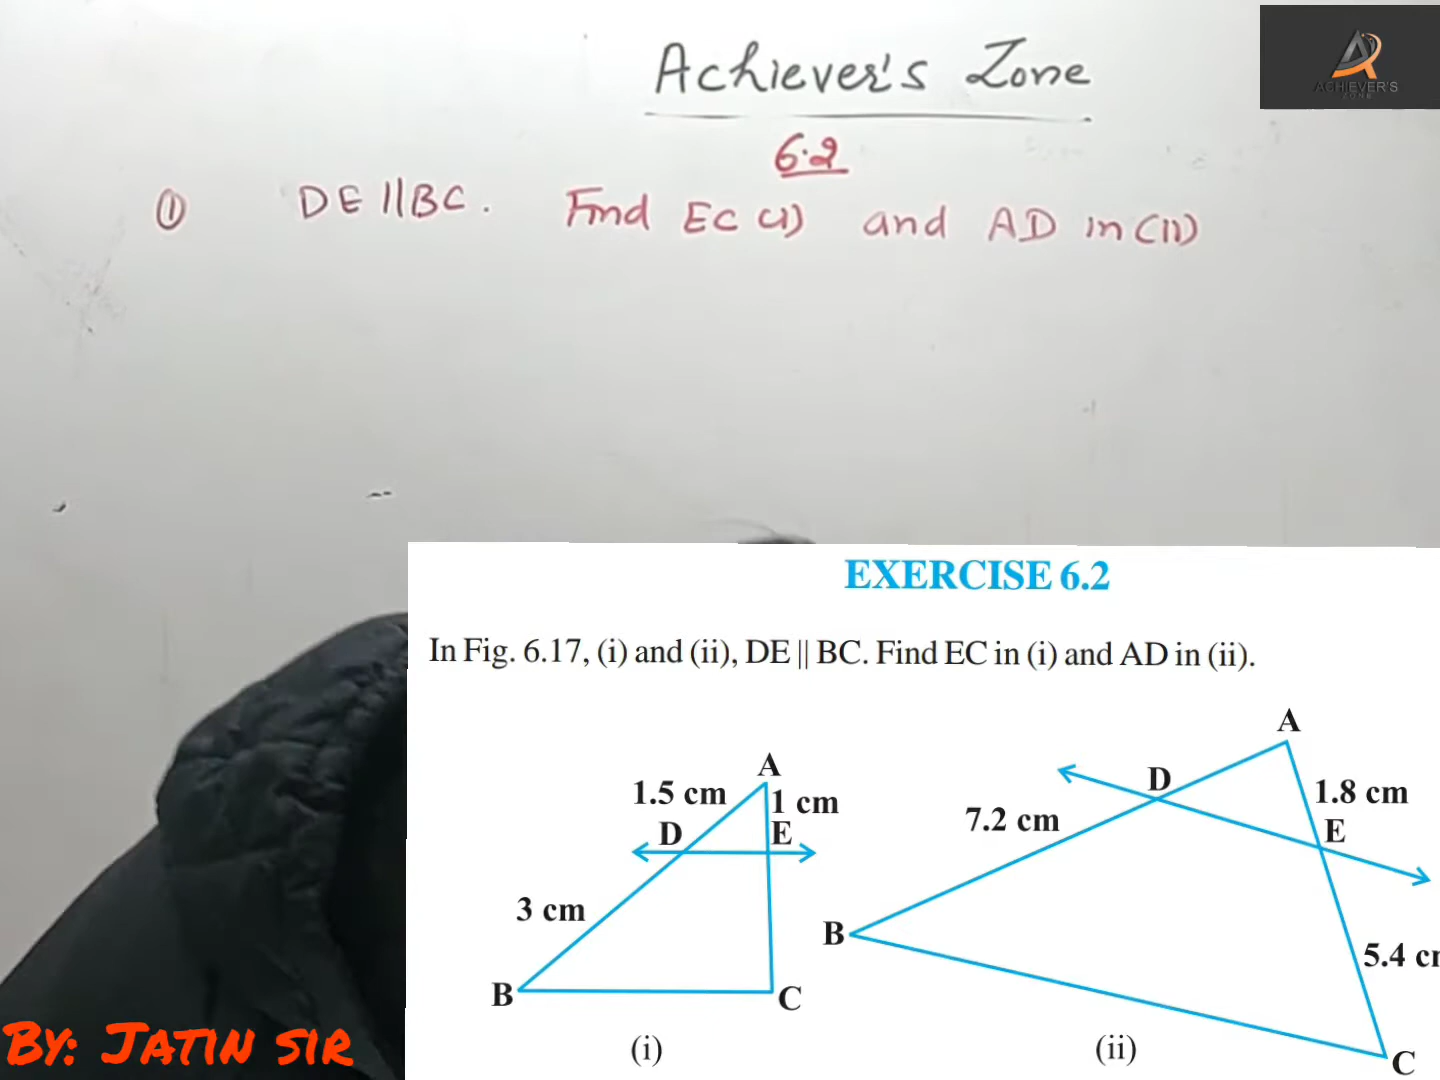 Achiever's Zone
ACHIEVER'S
ZONE
6.2
① DE || BC. Find EC (i) and AD in (ii)
EXERCISE 6.2
In Fig. 6.17, (i) and (ii), DE || BC. Find EC in (i) and AD in (ii).
A
1.5 cm
1 cm
D
E
3 cm
B
C
(i)
A
D
1.8 cm
7.2 cm
E
B
5.4 cm
C
(ii)
BY: JATIN SIR